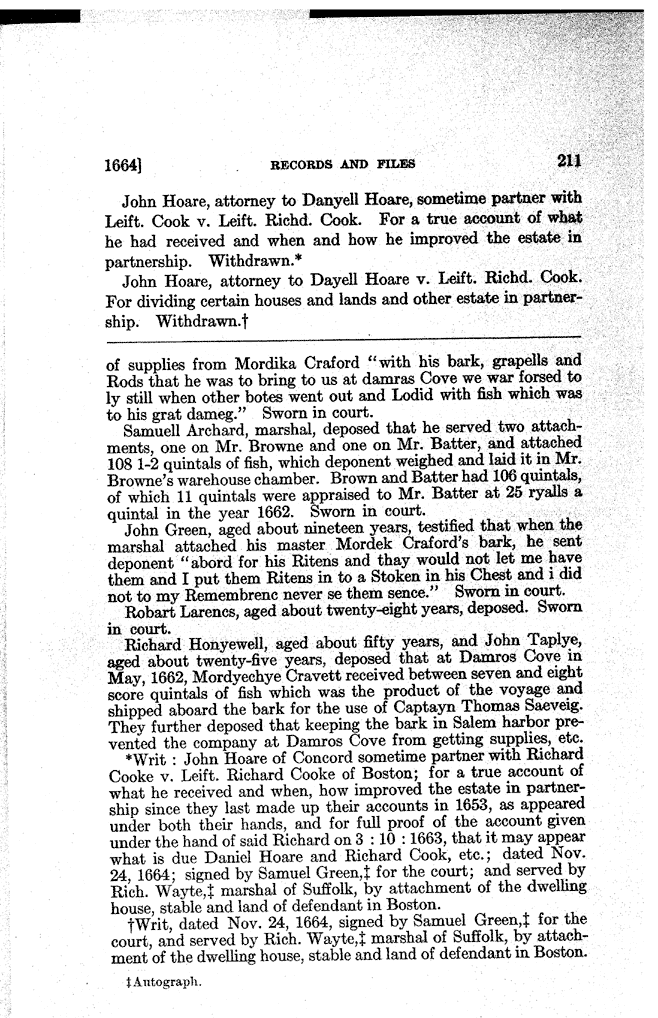 1664] RECORDS AND FILES 211
John Hoare, attorney to Danyell Hoare, sometime partner with
Leift. Cook v. Leift. Richd. Cook. For a true account of what
he had received and when and how he improved the estate in
partnership. Withdrawn.*
John Hoare, attorney to Dayell Hoare v. Leift. Richd. Cook.
For dividing certain houses and lands and other estate in partner-
ship. Withdrawn.†
of supplies from Mordika Craford "with his bark, grapells and
Rods that he was to bring to us at damras Cove we war forsed to
ly still when other botes went out and Lodid with fish which was
to his grat dameg." Sworn in court.
Samuell Archard, marshal, deposed that he served two attach-
ments, one on Mr. Browne and one on Mr. Batter, and attached
108 1-2 quintals of fish, which deponent weighed and laid it in Mr.
Browne's warehouse chamber. Brown and Batter had 106 quintals,
of which 11 quintals were appraised to Mr. Batter at 25 ryalls a
quintal in the year 1662. Sworn in court.
John Green, aged about nineteen years, testified that when the
marshal attached his master Mordek Craford's bark, he sent
deponent "abord for his Ritens and thay would not let me have
them and I put them Ritens in to a Stoken in his Chest and i did
not to my Remembrenc never se them sence." Sworn in court.
Robart Larencs, aged about twenty-eight years, deposed. Sworn
in court.
Richard Honyewell, aged about fifty years, and John Taplye,
aged about twenty-five years, deposed that at Damros Cove in
May, 1662, Mordyechye Cravett received between seven and eight
score quintals of fish which was the product of the voyage and
shipped aboard the bark for the use of Captayn Thomas Saeveig.
They further deposed that keeping the bark in Salem harbor pre-
vented the company at Damros Cove from getting supplies, etc.
*Writ : John Hoare of Concord sometime partner with Richard
Cooke v. Leift. Richard Cooke of Boston; for a true account of
what he received and when, how improved the estate in partner-
ship since they last made up their accounts in 1653, as appeared
under both their hands, and for full proof of the account given
under the hand of said Richard on 3 : 10 : 1663, that it may appear
what is due Daniel Hoare and Richard Cook, etc.; dated Nov.
24, 1664; signed by Samuel Green,‡ for the court; and served by
Rich. Wayte,‡ marshal of Suffolk, by attachment of the dwelling
house, stable and land of defendant in Boston.
†Writ, dated Nov. 24, 1664, signed by Samuel Green,‡ for the
court, and served by Rich. Wayte,‡ marshal of Suffolk, by attach-
ment of the dwelling house, stable and land of defendant in Boston.
‡Autograph.